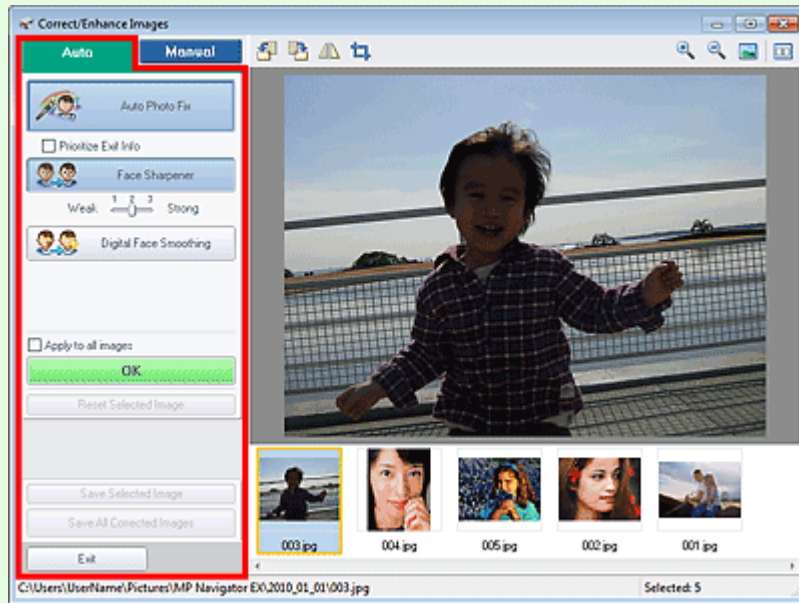 Correct/Enhance Images
Auto Manual
Auto Photo Fix
Prioritize Exif Info
Face Sharpener
1 2 3
Weak Strong
Digital Face Smoothing
Apply to all images
OK
Reset Selected Image
Save Selected Image
Save All Corrected Images
Exit
003.jpg 004.jpg 005.jpg 002.jpg 001.jpg
C:\Users\UserName\Pictures\MP Navigator EX\2010_01_01\003.jpg Selected: 5